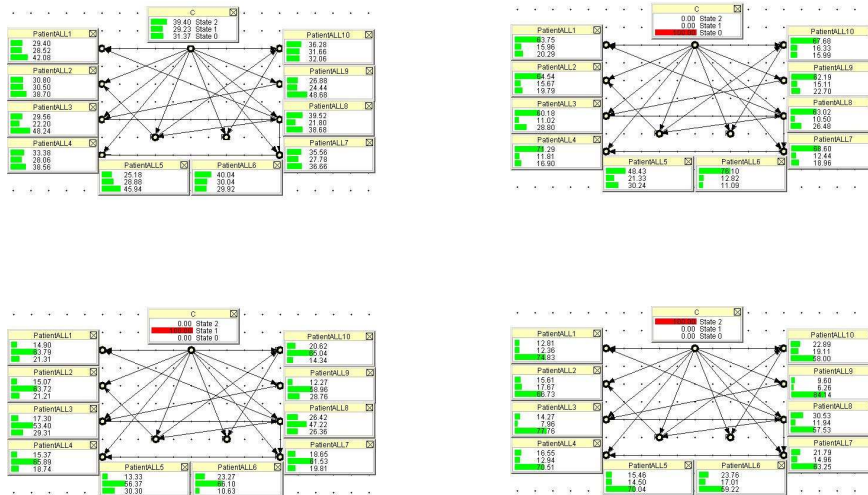 C
39.40 State 2
29.23 State 1
31.37 State 0
PatientALL1
29.40
28.52
42.08
PatientALL2
30.80
30.50
38.70
PatientALL3
29.56
22.20
48.24
PatientALL4
33.38
28.06
38.56
PatientALL5
25.18
28.88
45.94
PatientALL6
40.04
30.04
29.92
PatientALL10
36.28
31.66
32.06
PatientALL9
26.88
24.44
48.68
PatientALL8
39.52
21.80
38.68
PatientALL7
35.56
27.78
36.66
C
0.00 State 2
0.00 State 1
100.00 State 0
PatientALL1
63.75
15.96
20.29
PatientALL2
64.54
15.67
19.79
PatientALL3
60.18
11.02
28.80
PatientALL4
71.29
11.81
16.90
PatientALL5
48.43
21.33
30.24
PatientALL6
76.10
12.82
11.09
PatientALL10
67.68
16.33
15.99
PatientALL9
62.19
15.11
22.70
PatientALL8
63.02
10.50
26.48
PatientALL7
68.60
12.44
18.96
C
0.00 State 2
100.00 State 1
0.00 State 0
PatientALL1
14.90
63.79
21.31
PatientALL2
15.07
63.72
21.21
PatientALL3
17.30
53.40
29.31
PatientALL4
15.37
65.89
18.74
PatientALL5
13.33
56.37
30.30
PatientALL6
23.27
66.10
10.63
PatientALL10
20.62
65.04
14.34
PatientALL9
12.27
58.96
28.76
PatientALL8
26.42
47.22
26.36
PatientALL7
18.65
61.53
19.81
C
100.00 State 2
0.00 State 1
0.00 State 0
PatientALL1
12.81
12.36
74.83
PatientALL2
15.61
17.67
66.73
PatientALL3
14.27
7.96
77.76
PatientALL4
16.55
12.94
70.51
PatientALL5
15.46
14.50
70.04
PatientALL6
23.76
17.01
59.22
PatientALL10
22.89
19.11
58.00
PatientALL9
9.60
6.26
84.14
PatientALL8
30.53
11.94
57.53
PatientALL7
21.79
14.96
63.25